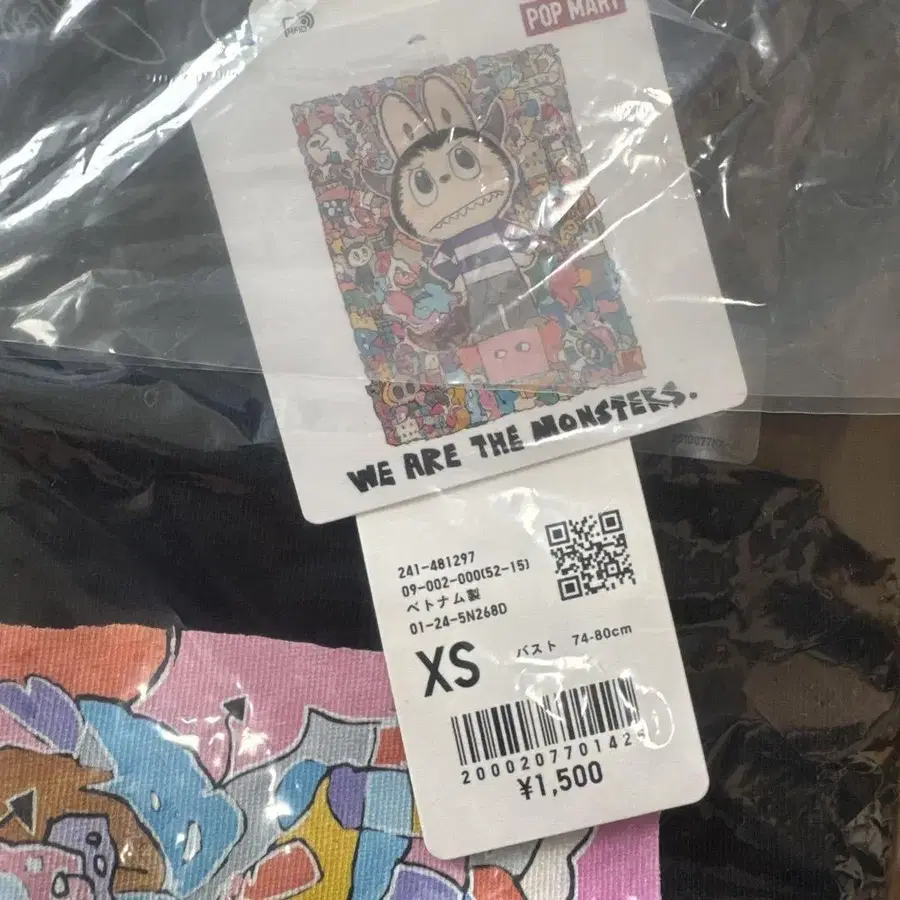 POP MART
RFID
WE ARE THE MONSTERS.
241-481297
09-002-000(52-15)
ベトナム製
01-24-5N268D
XS バスト 74-80cm
¥1,500